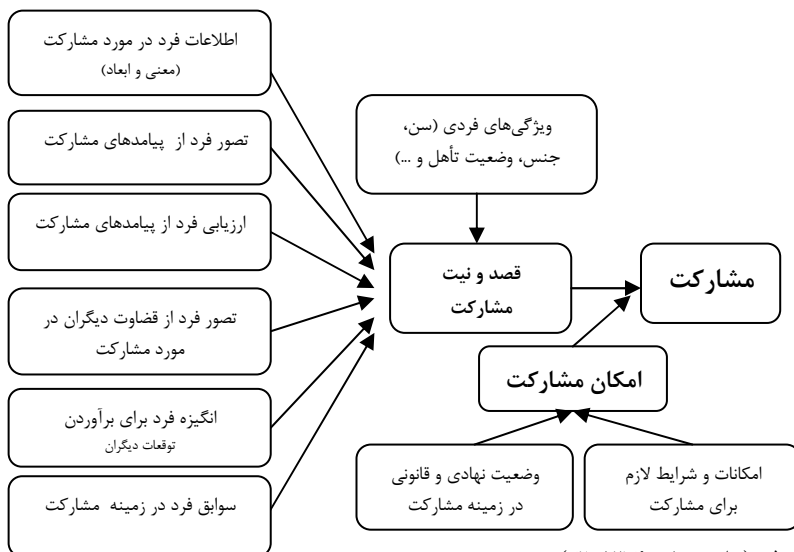 اطلاعات فرد در مورد مشارکت
(معنی و ابعاد)
تصور فرد از پیامدهای مشارکت
ارزیابی فرد از پیامدهای مشارکت
تصور فرد از قضاوت دیگران در
مورد مشارکت
انگیزه فرد برای برآوردن
توقعات دیگران
سوابق فرد در زمینه مشارکت
ویژگی‌های فردی (سن،
جنس، وضعیت تأهل و ...)
قصد و نیت
مشارکت
مشارکت
امکان مشارکت
وضعیت نهادی و قانونی
در زمینه مشارکت
امکانات و شرایط لازم
برای مشارکت